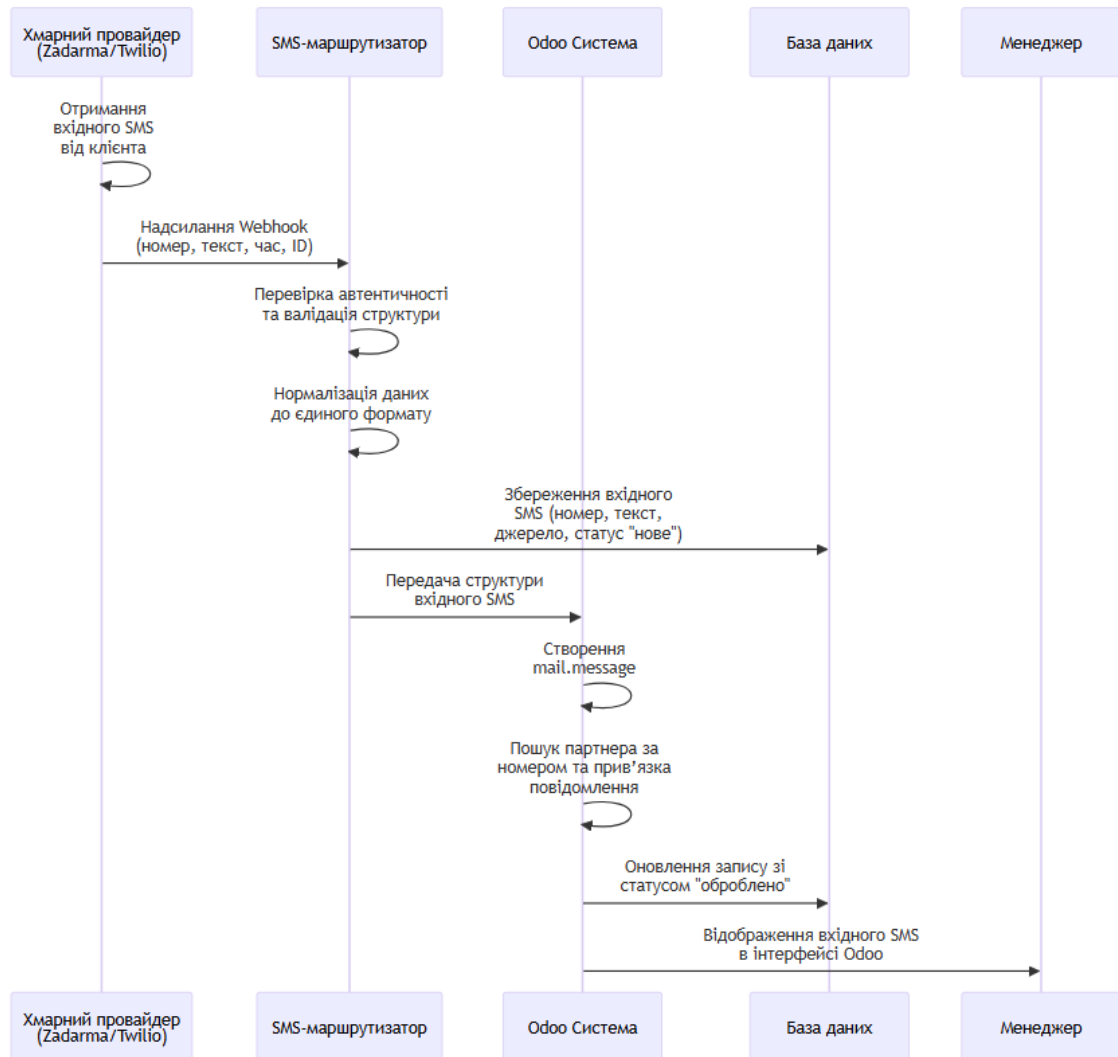 Хмарний провайдер
(Zadarma/Twilio)
SMS-маршрутизатор
Odoo Система
База даних
Менеджер
Отримання
вхідного SMS
від клієнта
Надсилання Webhook
(номер, текст, час, ID)
Перевірка автентичності
та валідація структури
Нормалізація даних
до єдиного формату
Збереження вхідного
SMS (номер, текст,
джерело, статус "нове")
Передача структури
вхідного SMS
Створення
mail.message
Пошук партнера за
номером та прив’язка
повідомлення
Оновлення запису зі
статусом "оброблено"
Відображення вхідного SMS
в інтерфейсі Odoo
Хмарний провайдер
(Zadarma/Twilio)
SMS-маршрутизатор
Odoo Система
База даних
Менеджер